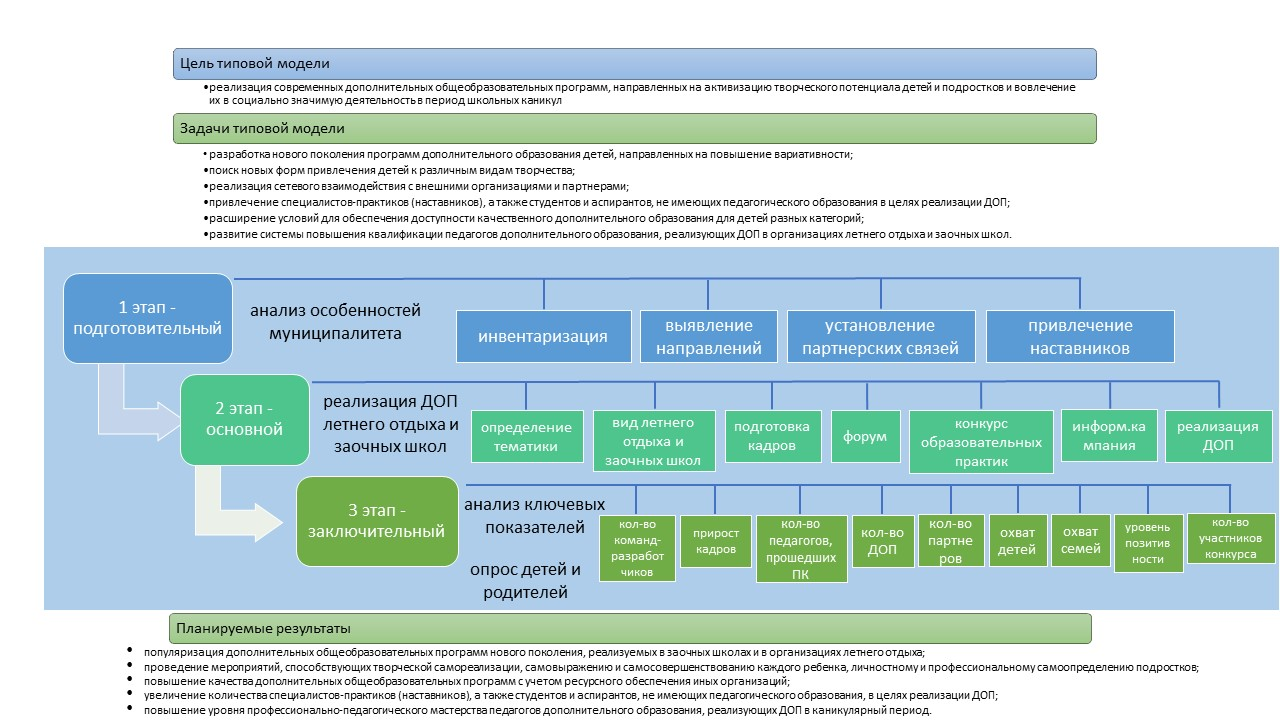 Цель типовой модели
•реализация современных дополнительных общеобразовательных программ, направленных на активизацию творческого потенциала детей и подростков и вовлечение
их в социально значимую деятельность в период школьных каникул
Задачи типовой модели
• разработка нового поколения программ дополнительного образования детей, направленных на повышение вариативности;
•поиск новых форм привлечения детей к различным видам творчества;
•реализация сетевого взаимодействия с внешними организациями и партнерами;
•привлечение специалистов-практиков (наставников), а также студентов и аспирантов, не имеющих педагогического образования в целях реализации ДОП;
•расширение условий для обеспечения доступности качественного дополнительного образования для детей разных категорий;
•развитие системы повышения квалификации педагогов дополнительного образования, реализующих ДОП в организациях летнего отдыха и заочных школ.
1 этап -
подготовительный
анализ особенностей
муниципалитета
инвентаризация
выявление
направлений
установление
партнерских связей
привлечение
наставников
2 этап -
основной
реализация ДОП
летнего отдыха и
заочных школ
определение
тематики
вид летнего
отдыха и
заочных школ
подготовка
кадров
форум
конкурс
образовательных
практик
информ.ка
мпания
реализация
ДОП
3 этап -
заключительный
анализ ключевых
показателей
опрос детей и
родителей
кол-во
команд-
разработ
чиков
прирост
кадров
кол-во
педагогов,
прошедших
ПК
кол-во
ДОП
кол-во
партне
ров
охват
детей
охват
семей
уровень
позитив
ности
кол-во
участников
конкурса
Планируемые результаты
• популяризация дополнительных общеобразовательных программ нового поколения, реализуемых в заочных школах и в организациях летнего отдыха;
• проведение мероприятий, способствующих творческой самореализации, самовыражению и самосовершенствованию каждого ребенка, личностному и профессиональному самоопределению подростков;
• повышение качества дополнительных общеобразовательных программ с учетом ресурсного обеспечения иных организаций;
• увеличение количества специалистов-практиков (наставников), а также студентов и аспирантов, не имеющих педагогического образования, в целях реализации ДОП;
• повышение уровня профессионально-педагогического мастерства педагогов дополнительного образования, реализующих ДОП в каникулярный период.